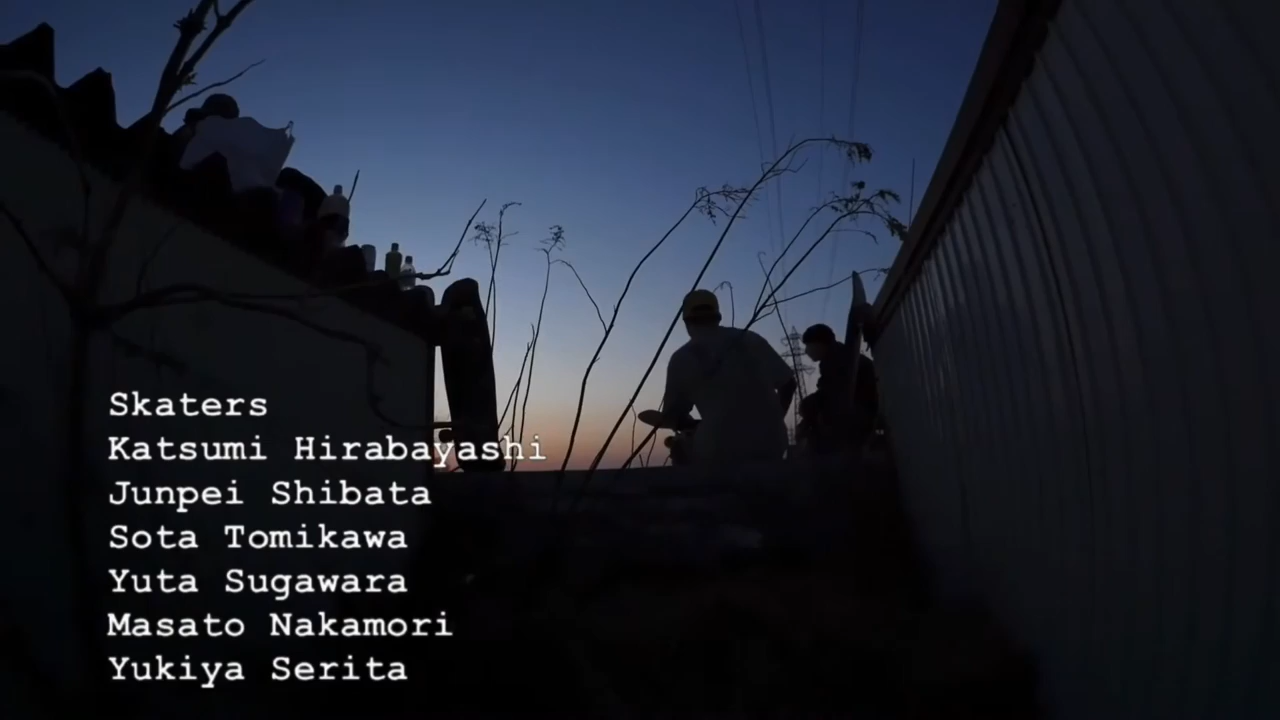 Skaters
Katsumi Hirabayashi
Junpei Shibata
Sota Tomikawa
Yuta Sugawara
Masato Nakamori
Yukiya Serita